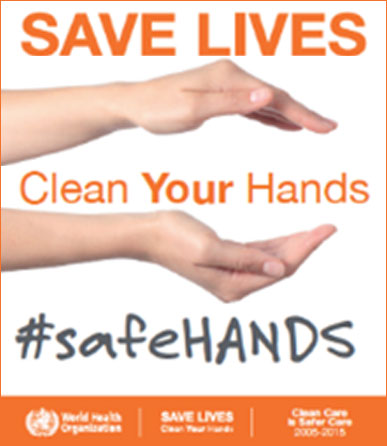 SAVE LIVES
Clean Your Hands
#safeHANDS
World Health
Organization
SAVE LIVES
Clean Your Hands
Clean Care
is Safer Care
2005-2015